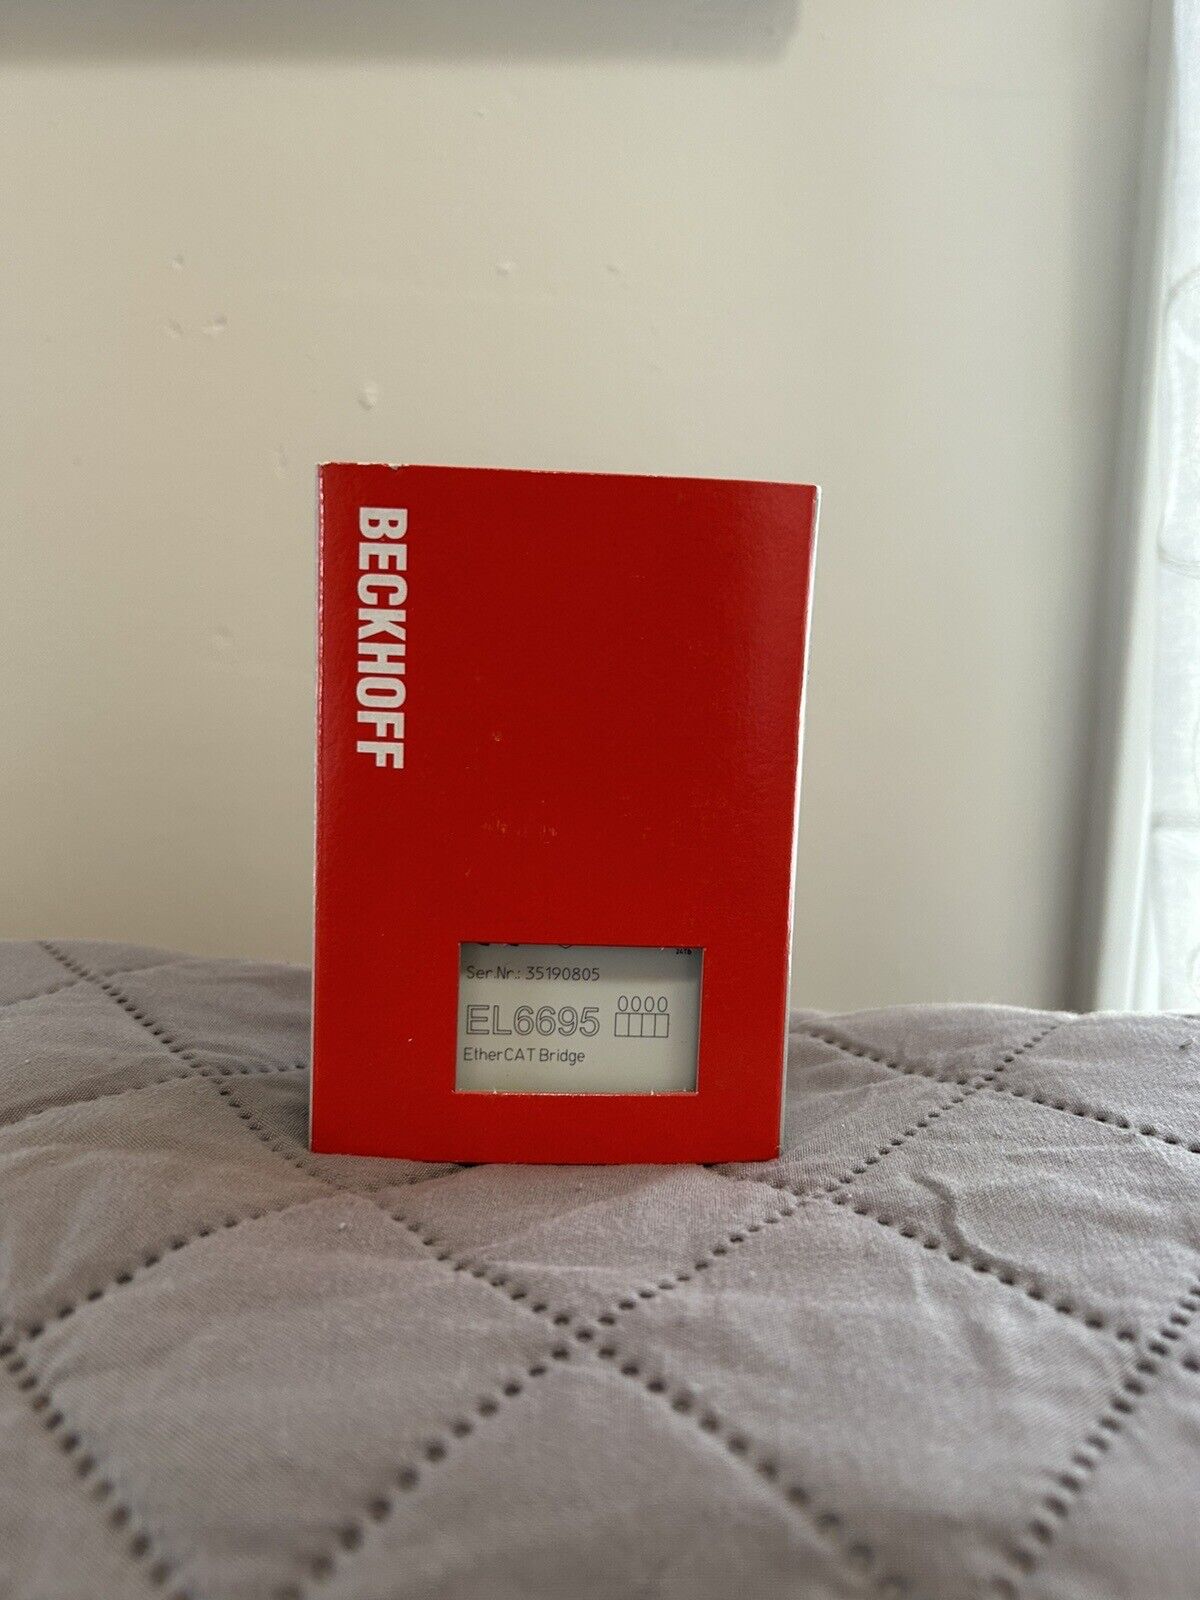 BECKHOFF
Ser.Nr.: 35190805
0000
EL6695
EtherCAT Bridge